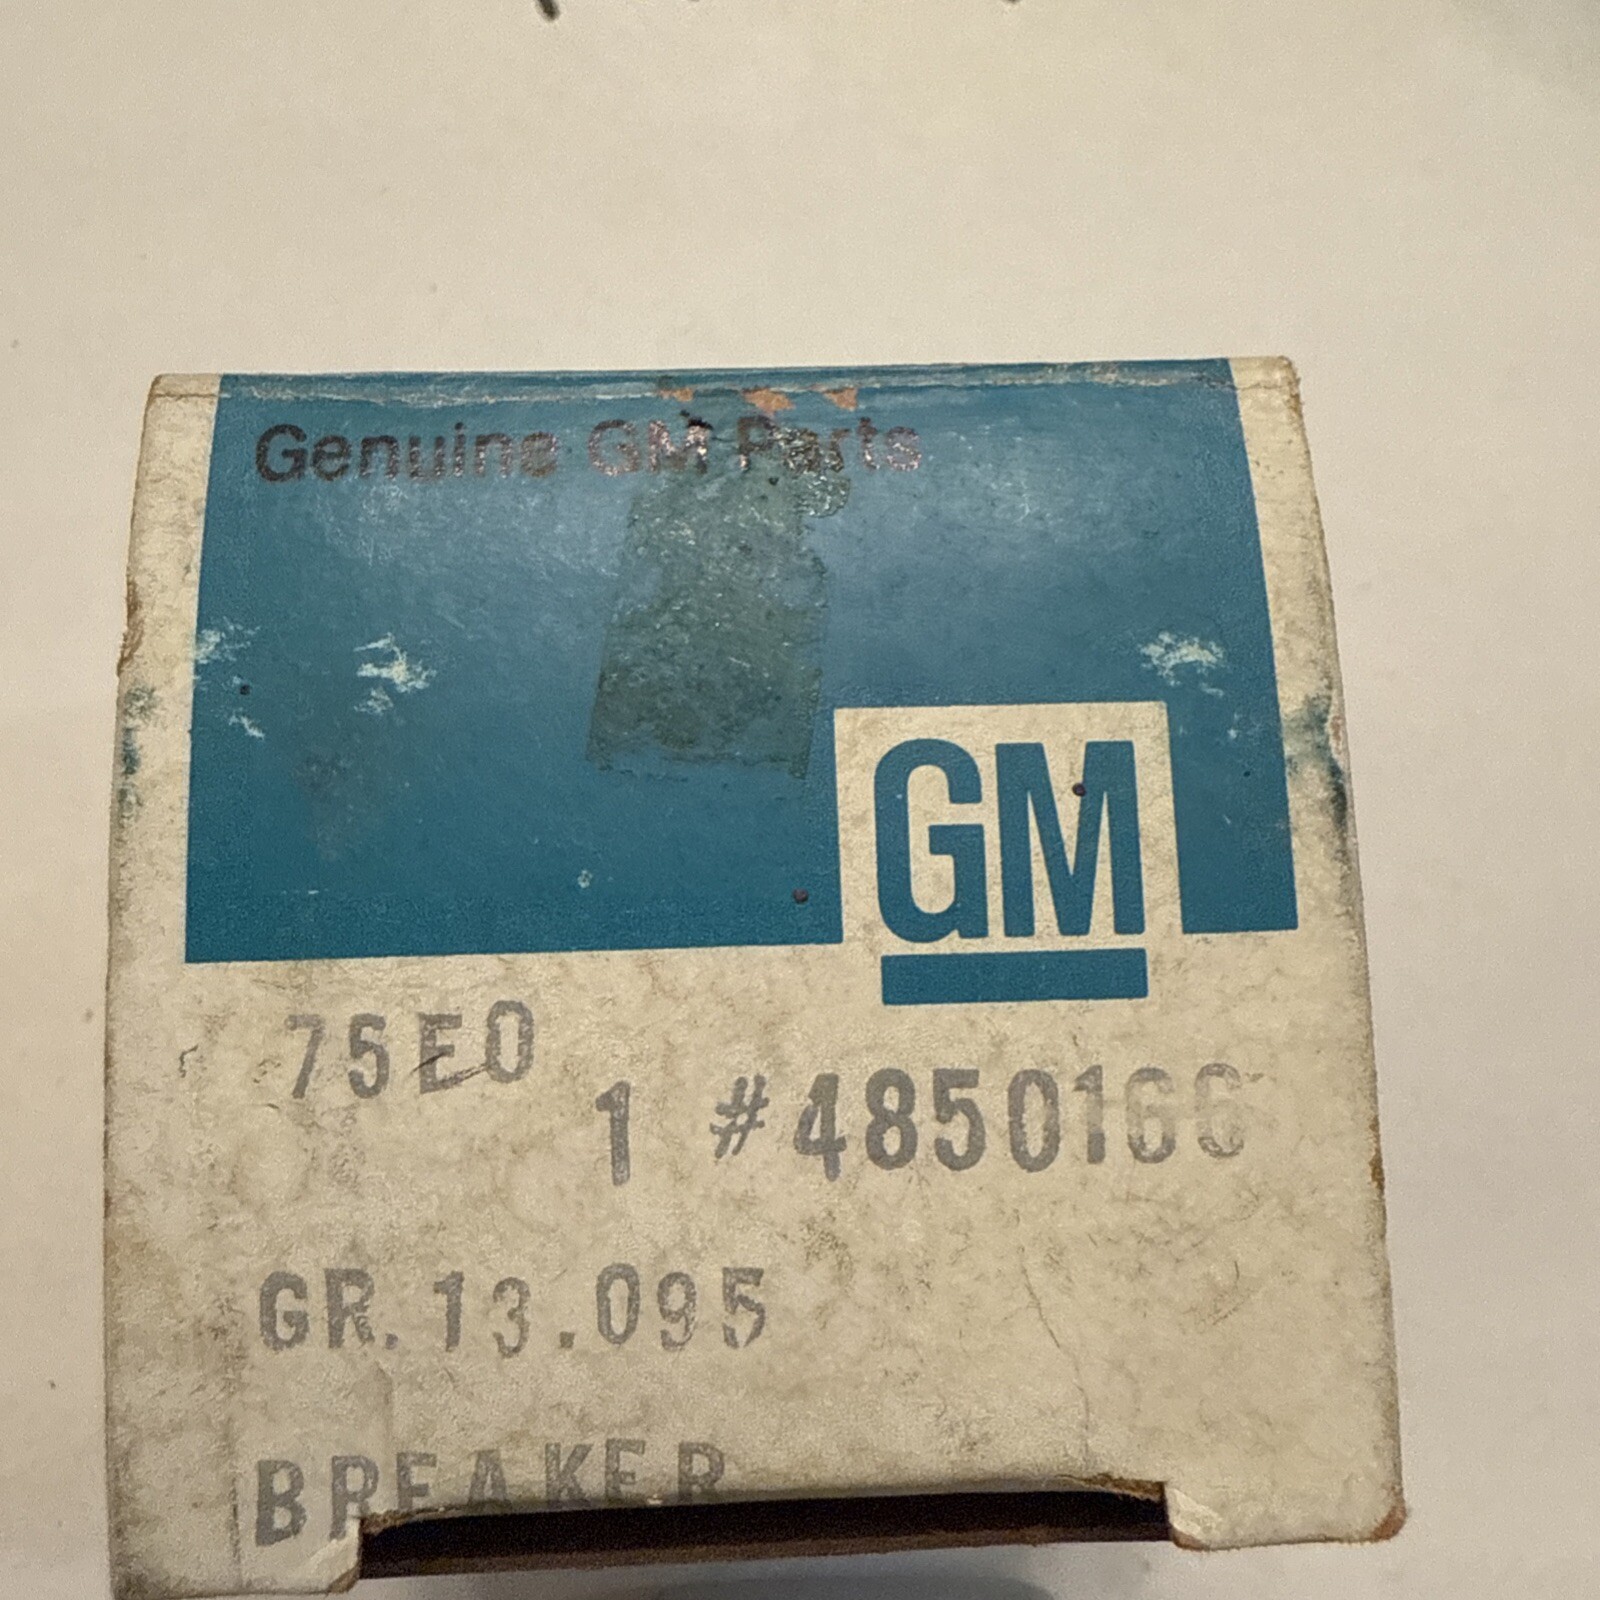 Genuine GM Parts
GM
75E0
1 #4850166
GR.13.095
BREAKER